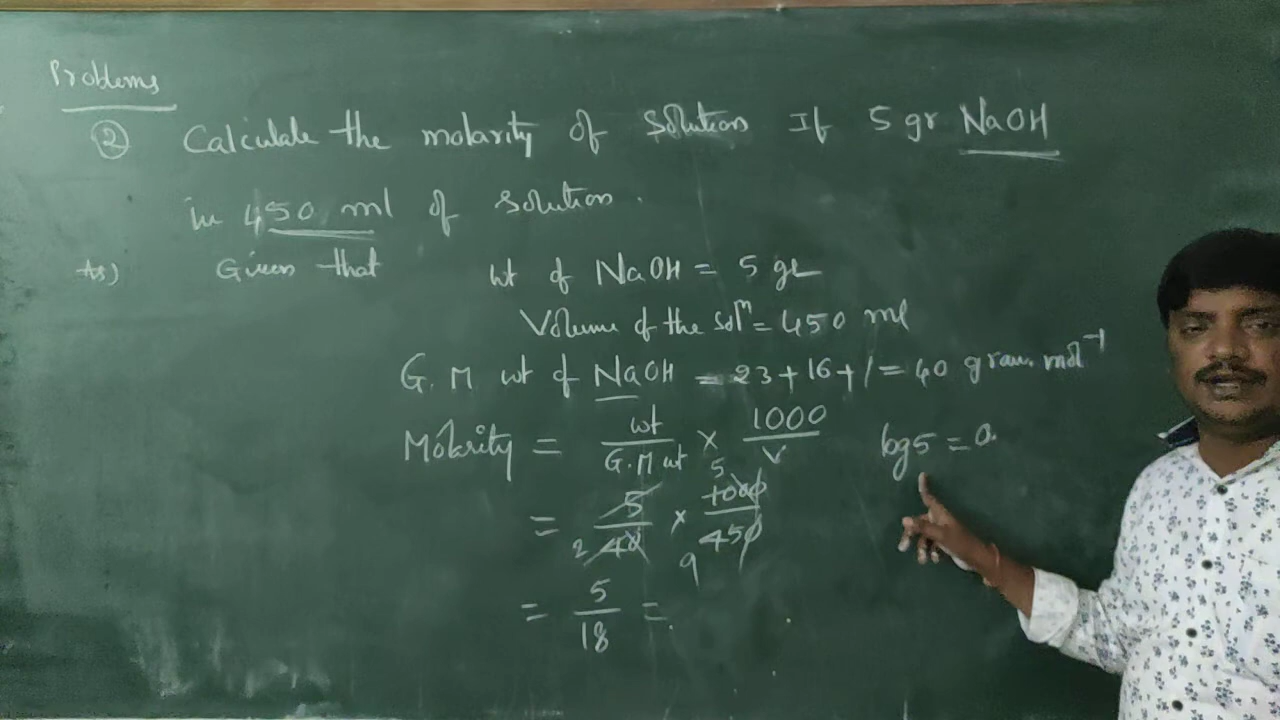 Problems
② Calculate the molarity of solution If 5 gr NaOH
in 450 ml of solution.
As) Given that wt of NaOH = 5 gr
Volume of the solⁿ = 450 ml
G.M wt of NaOH = 23+16+1 = 40 gram. mol⁻¹
Molarity = wt/G.M wt × 1000/V log5 = 0.
= 5/40 × 1000/450 2 5 9
= 5/18 =